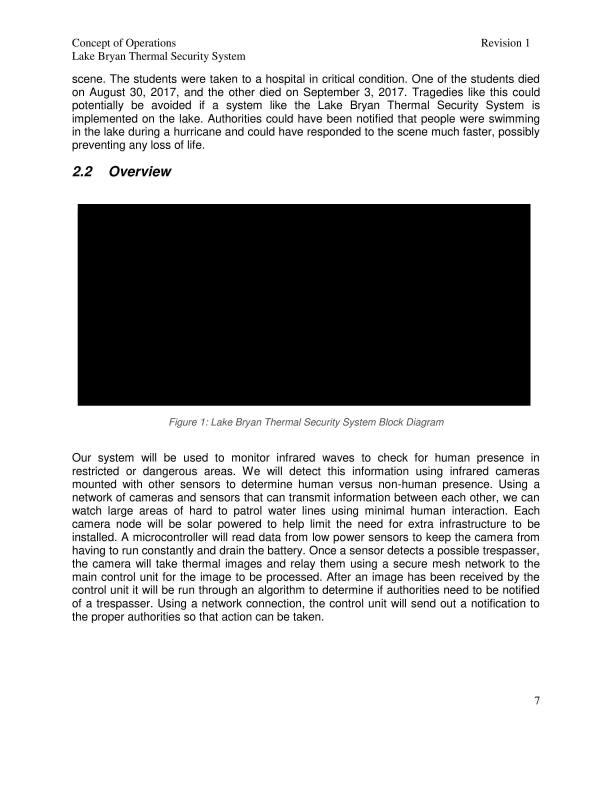 Concept of Operations Revision 1
Lake Bryan Thermal Security System
scene. The students were taken to a hospital in critical condition. One of the students died
on August 30, 2017, and the other died on September 3, 2017. Tragedies like this could
potentially be avoided if a system like the Lake Bryan Thermal Security System is
implemented on the lake. Authorities could have been notified that people were swimming
in the lake during a hurricane and could have responded to the scene much faster, possibly
preventing any loss of life.
2.2 Overview
Figure 1: Lake Bryan Thermal Security System Block Diagram
Our system will be used to monitor infrared waves to check for human presence in
restricted or dangerous areas. We will detect this information using infrared cameras
mounted with other sensors to determine human versus non-human presence. Using a
network of cameras and sensors that can transmit information between each other, we can
watch large areas of hard to patrol water lines using minimal human interaction. Each
camera node will be solar powered to help limit the need for extra infrastructure to be
installed. A microcontroller will read data from low power sensors to keep the camera from
having to run constantly and drain the battery. Once a sensor detects a possible trespasser,
the camera will take thermal images and relay them using a secure mesh network to the
main control unit for the image to be processed. After an image has been received by the
control unit it will be run through an algorithm to determine if authorities need to be notified
of a trespasser. Using a network connection, the control unit will send out a notification to
the proper authorities so that action can be taken.
7